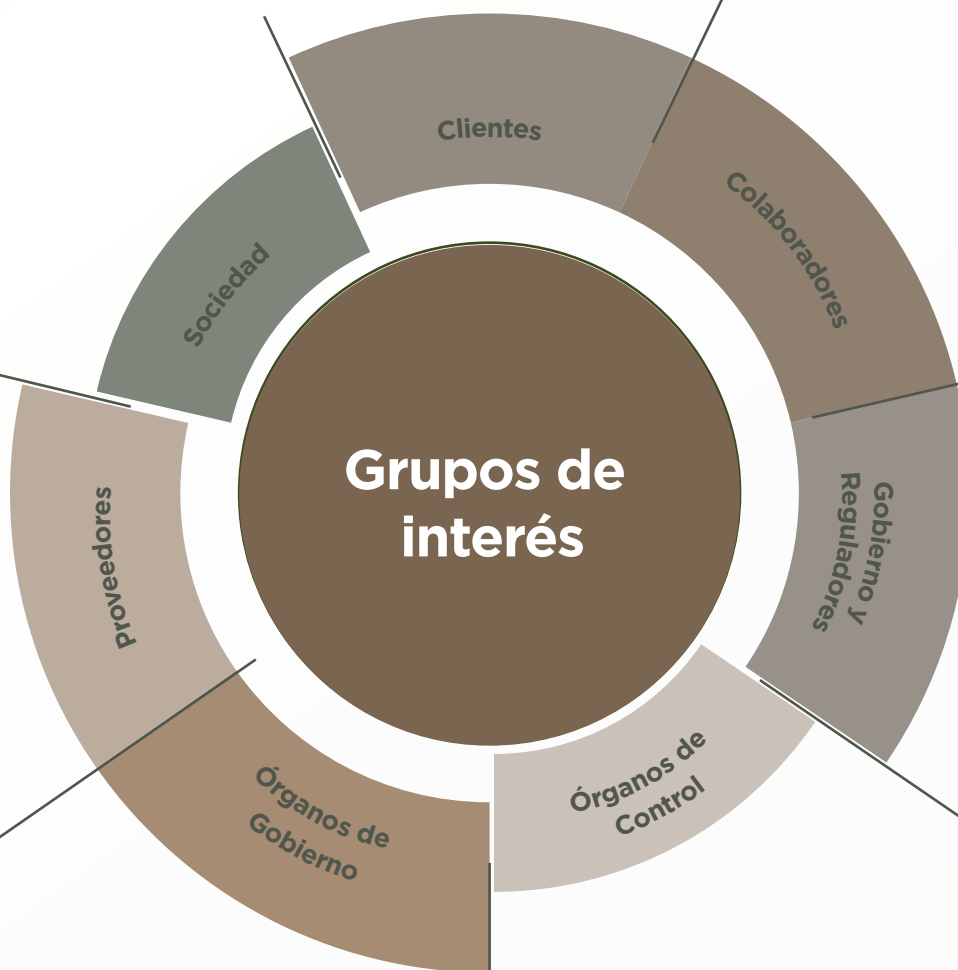 Clientes
Colaboradores
Gobierno y
Reguladores
Órganos de
Control
Órganos de
Gobierno
Proveedores
Sociedad
Grupos de
interés